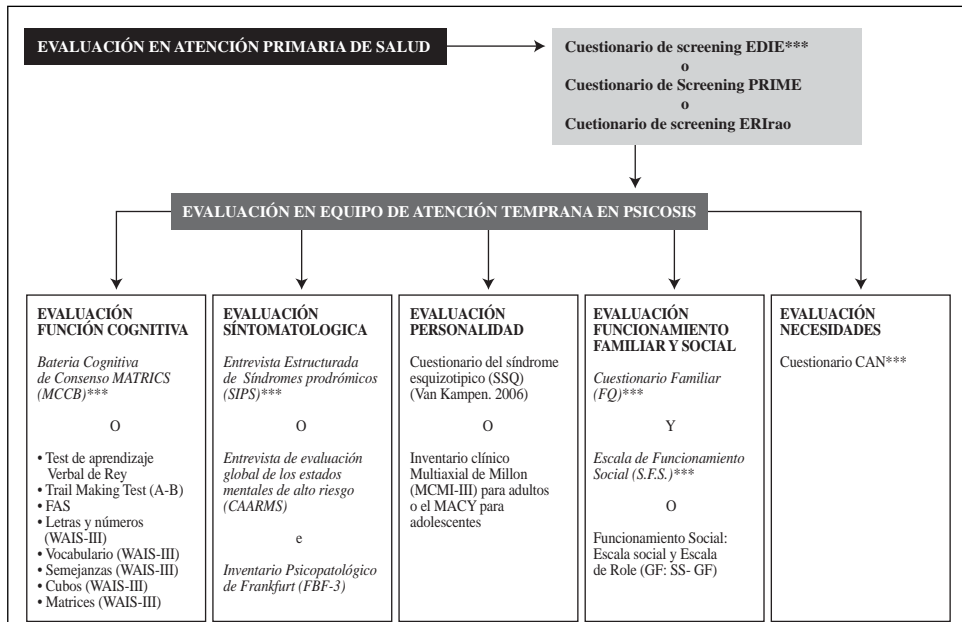 EVALUACIÓN EN ATENCIÓN PRIMARIA DE SALUD
Cuestionario de screening EDIE***
o
Cuestionario de Screening PRIME
o
Cuetionario de screening ERIrao
EVALUACIÓN EN EQUIPO DE ATENCIÓN TEMPRANA EN PSICOSIS
EVALUACIÓN
FUNCIÓN COGNITIVA
Bateria Cognitiva
de Consenso MATRICS
(MCCB)***
O
• Test de aprendizaje
Verbal de Rey
• Trail Making Test (A-B)
• FAS
• Letras y números
(WAIS-III)
• Vocabulario (WAIS-III)
• Semejanzas (WAIS-III)
• Cubos (WAIS-III)
• Matrices (WAIS-III)
EVALUACIÓN
SÍNTOMATOLOGICA
Entrevista Estructurada
de Síndromes prodrómicos
(SIPS)***
O
Entrevista de evaluación
global de los estados
mentales de alto riesgo
(CAARMS)
e
Inventario Psicopatológico
de Frankfurt (FBF-3)
EVALUACIÓN
PERSONALIDAD
Cuestionario del síndrome
esquizotipico (SSQ)
(Van Kampen. 2006)
O
Inventario clínico
Multiaxial de Millon
(MCMI-III) para adultos
o el MACY para
adolescentes
EVALUACIÓN
FUNCIONAMIENTO
FAMILIAR Y SOCIAL
Cuestionario Familiar
(FQ)***
Y
Escala de Funcionamiento
Social (S.F.S.)***
O
Funcionamiento Social:
Escala social y Escala
de Role (GF: SS- GF)
EVALUACIÓN
NECESIDADES
Cuestionario CAN***